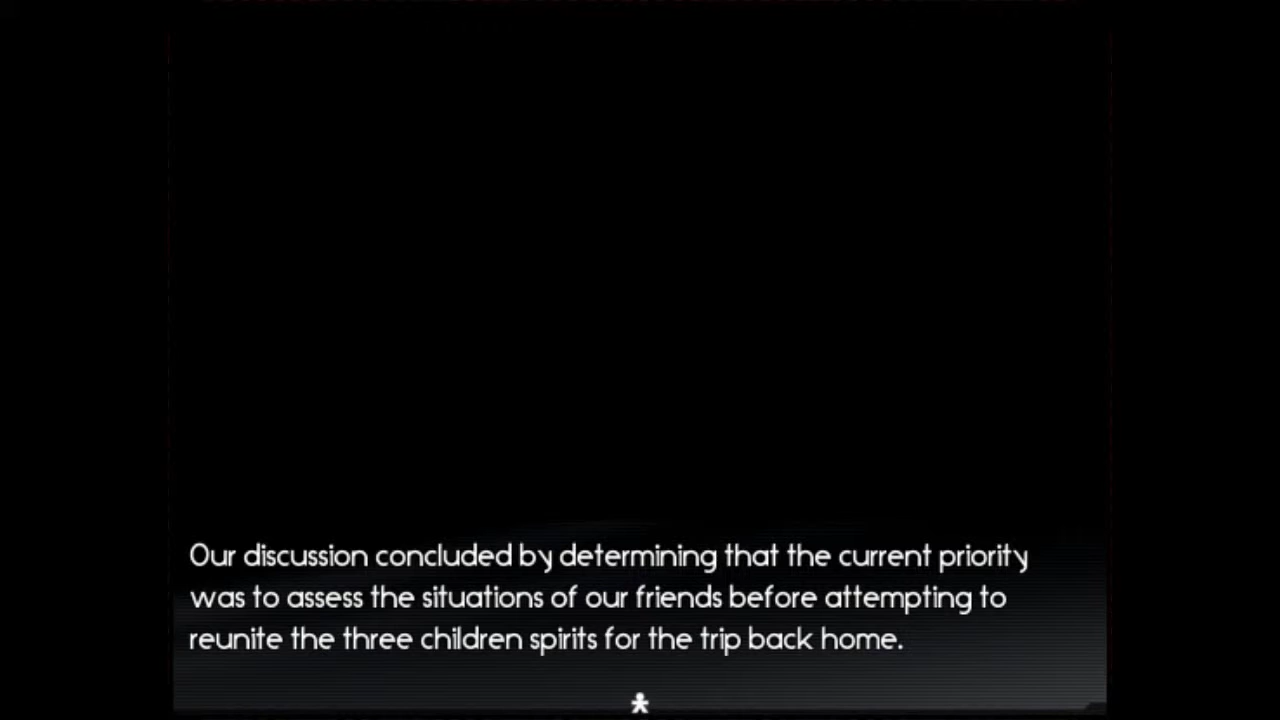 Our discussion concluded by determining that the current priority
was to assess the situations of our friends before attempting to
reunite the three children spirits for the trip back home.